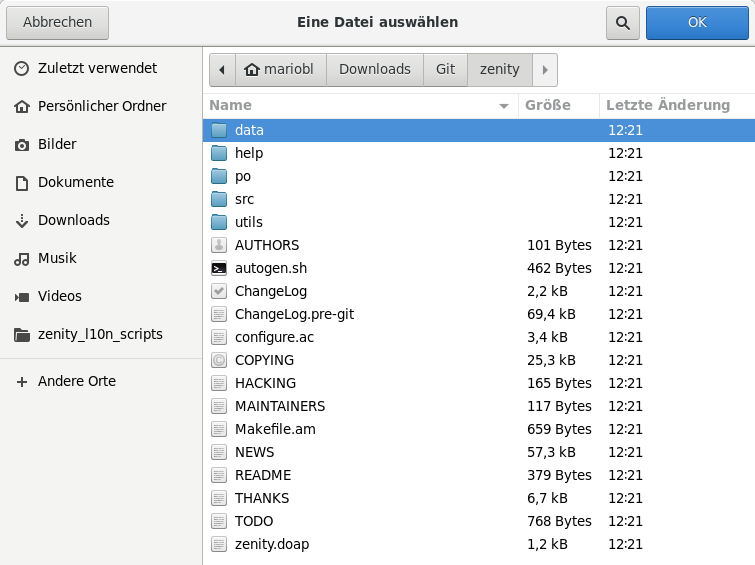 Abbrechen Eine Datei auswählen OK
Zuletzt verwendet
Persönlicher Ordner
Bilder
Dokumente
Downloads
Musik
Videos
zenity_l10n_scripts
Andere Orte
mariobl Downloads Git zenity
Name Größe Letzte Änderung
data 12:21
help 12:21
po 12:21
src 12:21
utils 12:21
AUTHORS 101 Bytes 12:21
autogen.sh 462 Bytes 12:21
ChangeLog 2,2 kB 12:21
ChangeLog.pre-git 69,4 kB 12:21
configure.ac 3,4 kB 12:21
COPYING 25,3 kB 12:21
HACKING 165 Bytes 12:21
MAINTAINERS 117 Bytes 12:21
Makefile.am 659 Bytes 12:21
NEWS 57,3 kB 12:21
README 379 Bytes 12:21
THANKS 6,7 kB 12:21
TODO 768 Bytes 12:21
zenity.doap 1,2 kB 12:21